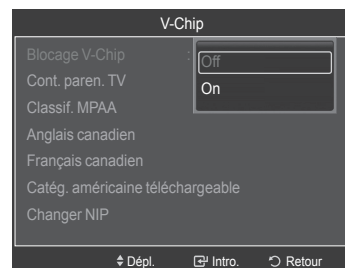 V-Chip
Blocage V-Chip : Off
Cont. paren. TV On
Classif. MPAA
Anglais canadien
Français canadien
Catég. américaine téléchargeable
Changer NIP
Dépl. Intro. Retour